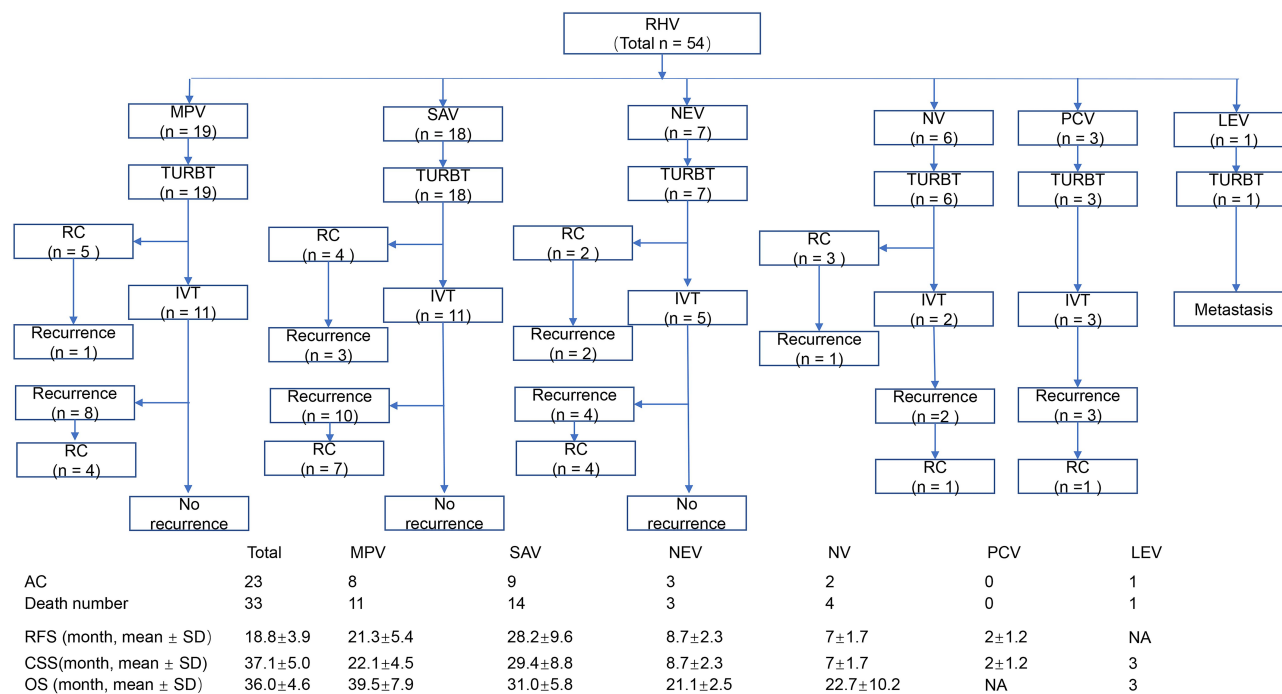 RHV
(Total n = 54)
MPV
(n = 19)
SAV
(n = 18)
NEV
(n = 7)
NV
(n = 6)
PCV
(n = 3)
LEV
(n = 1)
TURBT
(n = 19)
TURBT
(n = 18)
TURBT
(n = 7)
TURBT
(n = 6)
TURBT
(n = 3)
TURBT
(n = 1)
RC
(n = 5 )
RC
(n = 4 )
RC
(n = 2 )
RC
(n = 3 )
IVT
(n = 11)
IVT
(n = 11)
IVT
(n = 5)
IVT
(n = 2)
IVT
(n = 3)
Metastasis
Recurrence
(n = 1)
Recurrence
(n = 3)
Recurrence
(n = 2)
Recurrence
(n = 1)
Recurrence
(n = 8)
Recurrence
(n = 10)
Recurrence
(n = 4)
Recurrence
(n =2 )
Recurrence
(n = 3)
RC
(n = 4)
RC
(n = 7)
RC
(n = 4)
RC
(n = 1)
RC
(n =1 )
No
recurrence
No
recurrence
No
recurrence
Total MPV SAV NEV NV PCV LEV
AC 23 8 9 3 2 0 1
Death number 33 11 14 3 4 0 1
RFS (month, mean ± SD) 18.8±3.9 21.3±5.4 28.2±9.6 8.7±2.3 7±1.7 2±1.2 NA
CSS(month, mean ± SD) 37.1±5.0 22.1±4.5 29.4±8.8 8.7±2.3 7±1.7 2±1.2 3
OS (month, mean ± SD) 36.0±4.6 39.5±7.9 31.0±5.8 21.1±2.5 22.7±10.2 NA 3